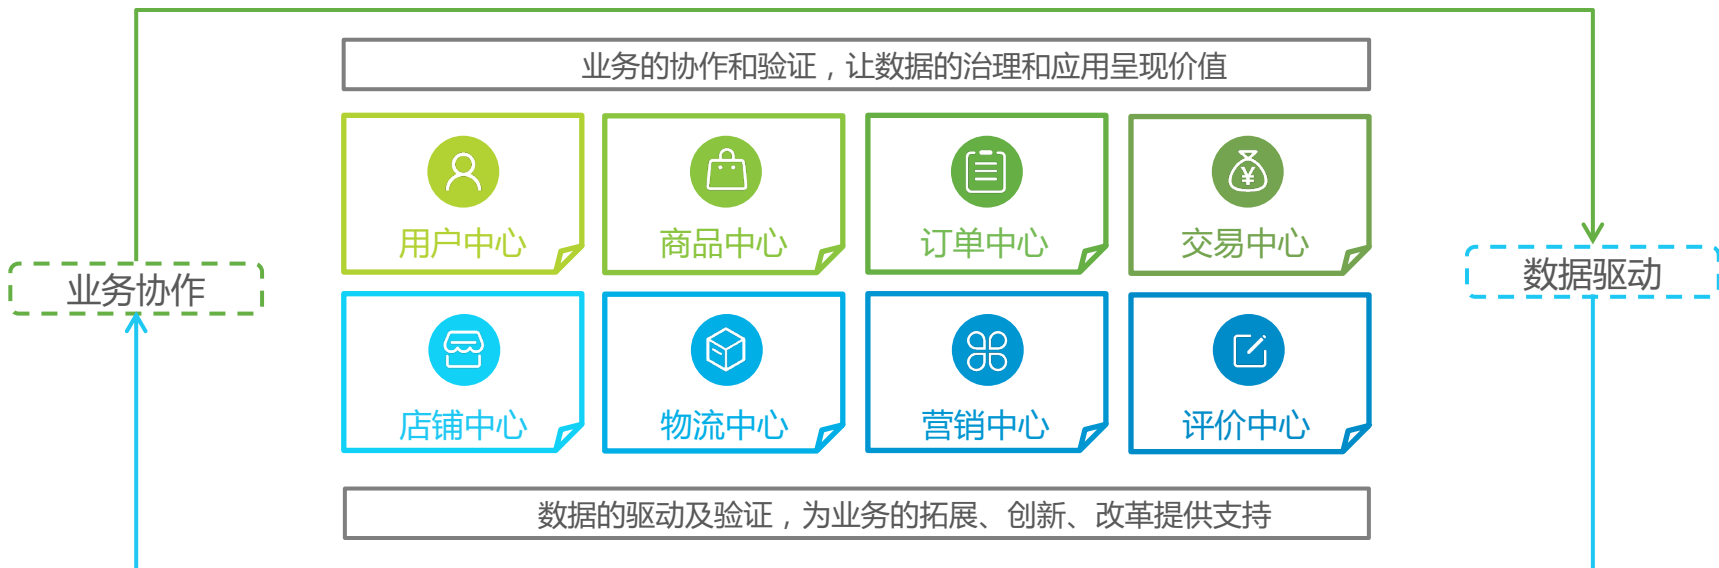 业务的协作和验证，让数据的治理和应用呈现价值
用户中心
商品中心
订单中心
交易中心
业务协作
数据驱动
店铺中心
物流中心
营销中心
评价中心
数据的驱动及验证，为业务的拓展、创新、改革提供支持